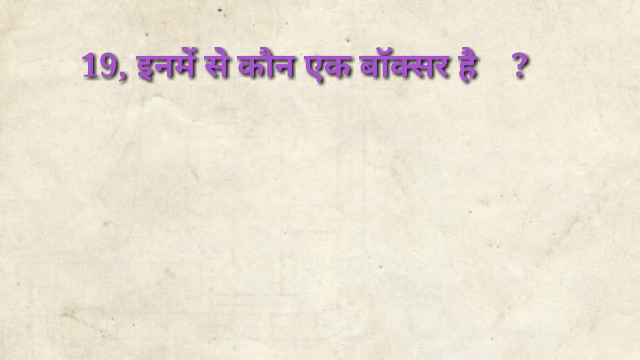 19, इनमें से कौन एक बॉक्सर है ?